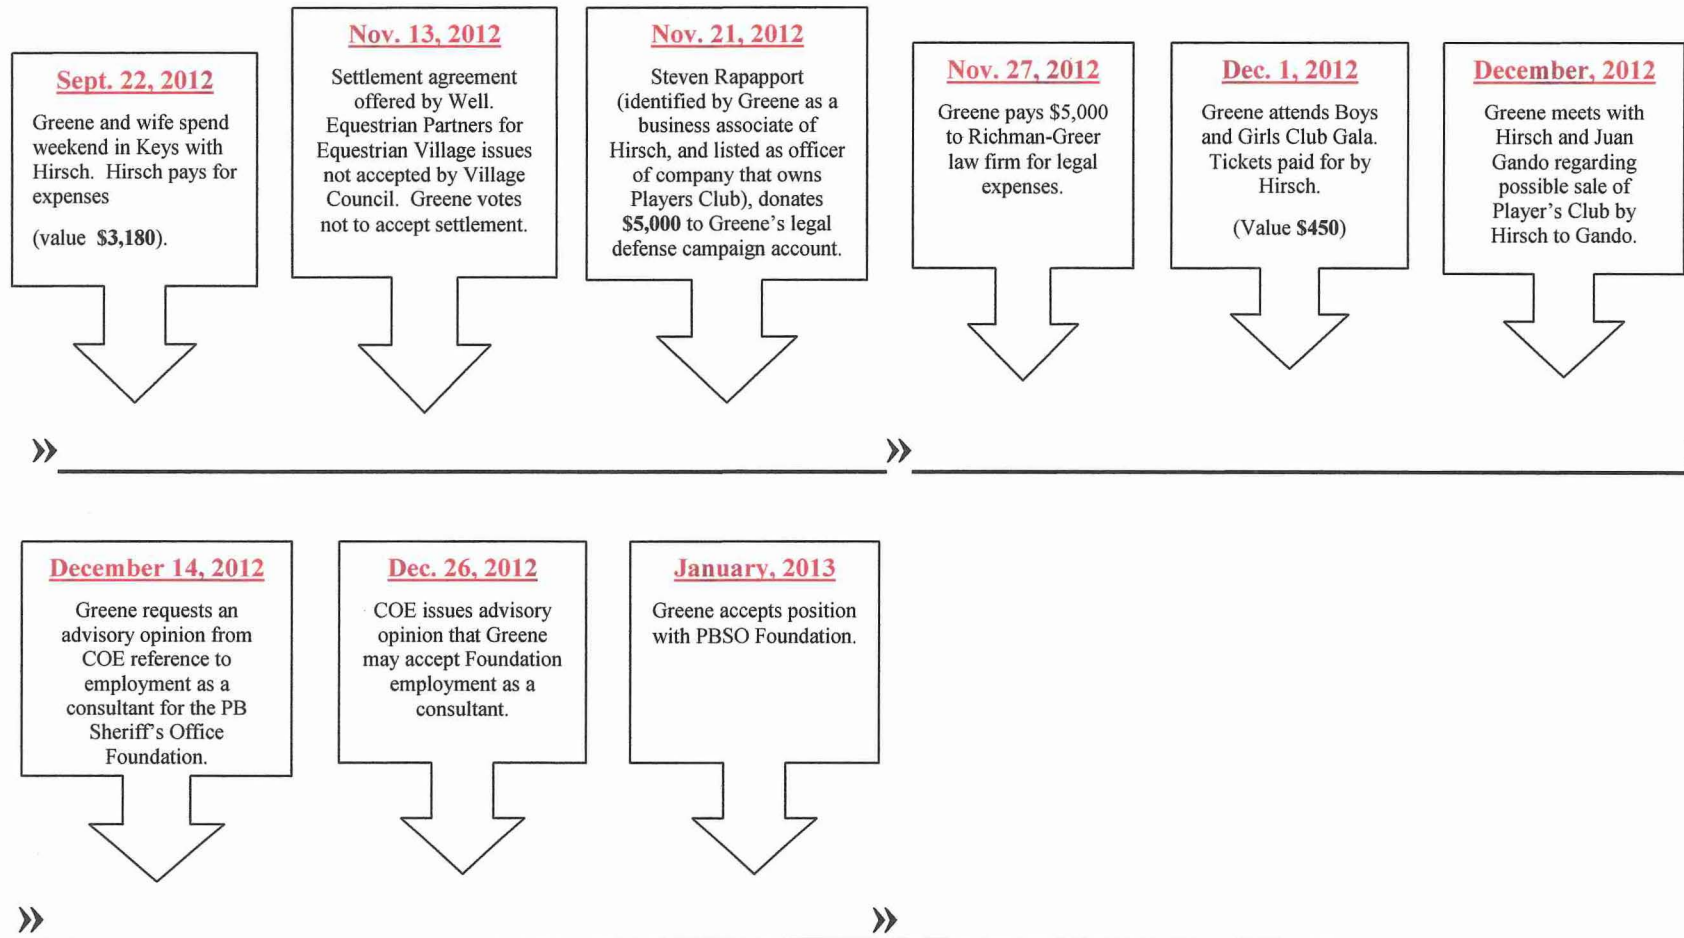 Sept. 22, 2012
Greene and wife spend
weekend in Keys with
Hirsch. Hirsch pays for
expenses
(value $3,180).
Nov. 13, 2012
Settlement agreement
offered by Well.
Equestrian Partners for
Equestrian Village issues
not accepted by Village
Council. Greene votes
not to accept settlement.
Nov. 21, 2012
Steven Rapapport
(identified by Greene as a
business associate of
Hirsch, and listed as officer
of company that owns
Players Club), donates
$5,000 to Greene's legal
defense campaign account.
Nov. 27, 2012
Greene pays $5,000
to Richman-Greer
law firm for legal
expenses.
Dec. 1, 2012
Greene attends Boys
and Girls Club Gala.
Tickets paid for by
Hirsch.
(Value $450)
December, 2012
Greene meets with
Hirsch and Juan
Gando regarding
possible sale of
Player's Club by
Hirsch to Gando.
»
»
December 14, 2012
Greene requests an
advisory opinion from
COE reference to
employment as a
consultant for the PB
Sheriff's Office
Foundation.
Dec. 26, 2012
COE issues advisory
opinion that Greene
may accept Foundation
employment as a
consultant.
January, 2013
Greene accepts position
with PBSO Foundation.
»
»